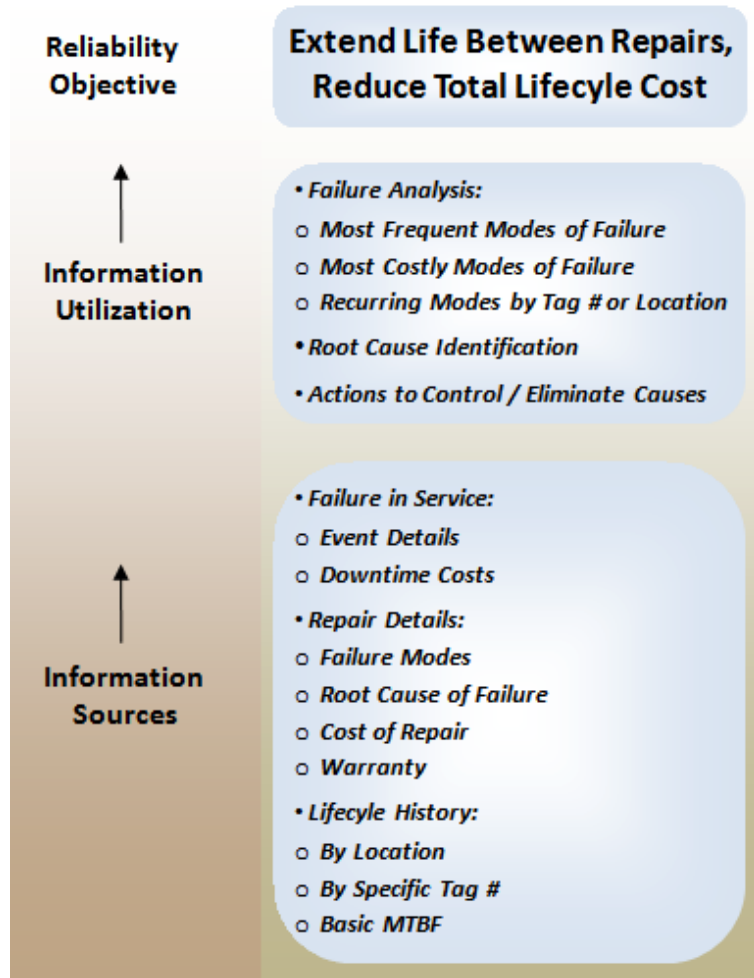 Reliability
Objective
Extend Life Between Repairs,
Reduce Total Lifecyle Cost
Information
Utilization
• Failure Analysis:
o Most Frequent Modes of Failure
o Most Costly Modes of Failure
o Recurring Modes by Tag # or Location
• Root Cause Identification
• Actions to Control / Eliminate Causes
Information
Sources
• Failure in Service:
o Event Details
o Downtime Costs
• Repair Details:
o Failure Modes
o Root Cause of Failure
o Cost of Repair
o Warranty
• Lifecyle History:
o By Location
o By Specific Tag #
o Basic MTBF